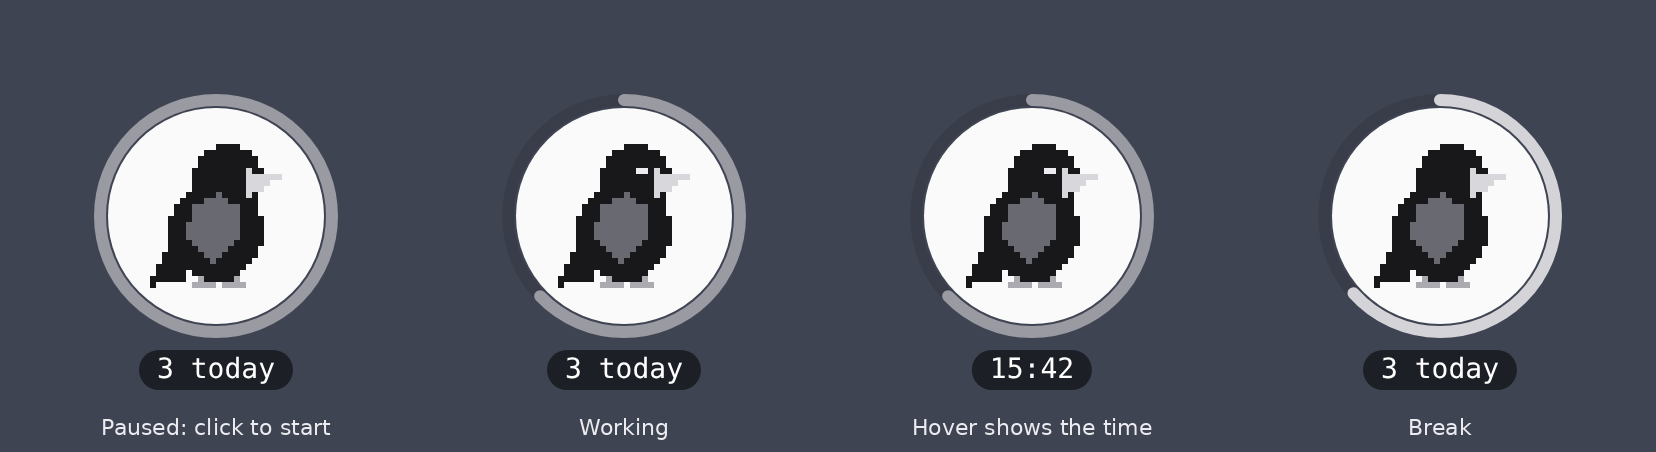 3 today
3 today
15:42
3 today
Paused: click to start
Working
Hover shows the time
Break